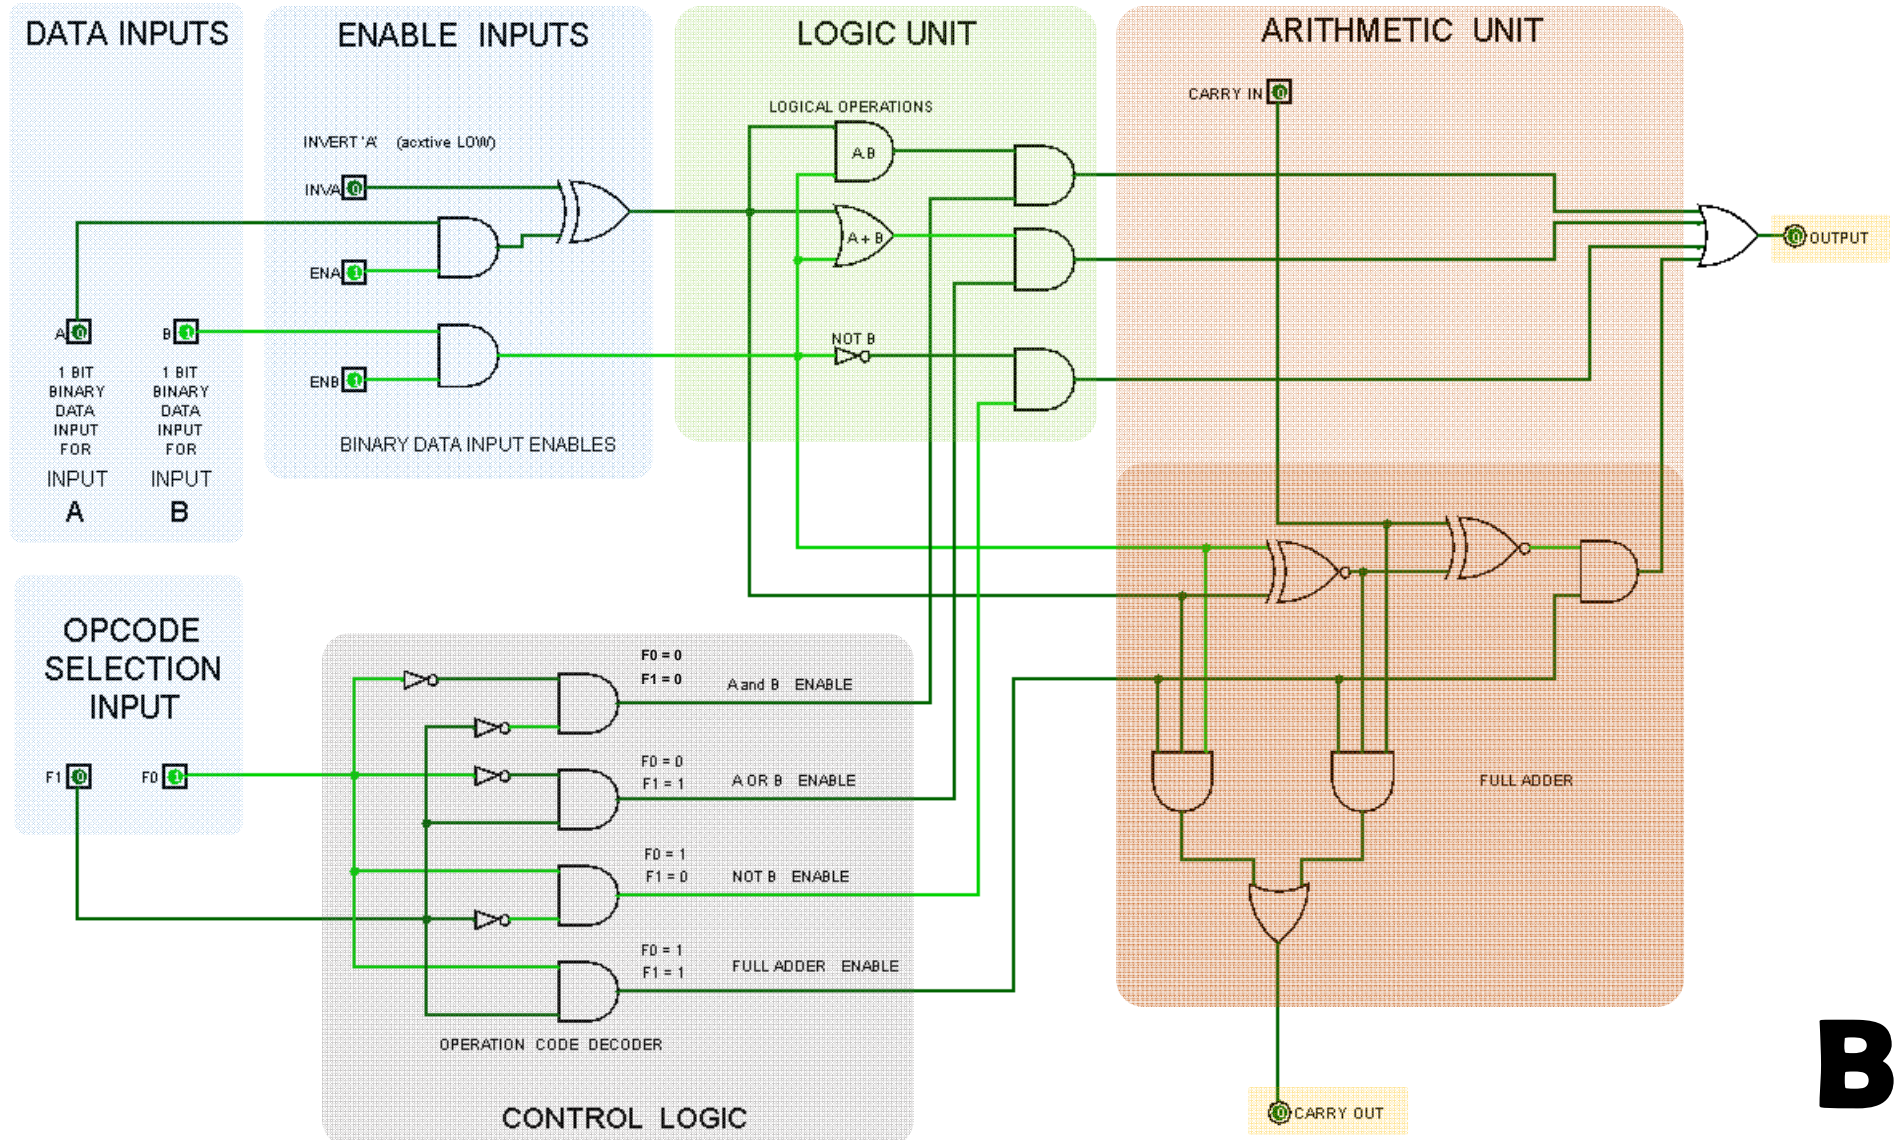 DATA INPUTS
ENABLE INPUTS
LOGIC UNIT
ARITHMETIC UNIT
CARRY IN 0
LOGICAL OPERATIONS
INVERT 'A' (acxtive LOW)
INVA 0
A.B
A + B
ENA 1
OUTPUT
0
A 0
B 1
NOT B
ENB 1
1 BIT
BINARY
DATA
INPUT
FOR
INPUT
A
1 BIT
BINARY
DATA
INPUT
FOR
INPUT
B
BINARY DATA INPUT ENABLES
OPCODE
SELECTION
INPUT
F1 0
F0 1
F0 = 0
F1 = 0
A and B ENABLE
F0 = 0
F1 = 1
A OR B ENABLE
F0 = 1
F1 = 0
NOT B ENABLE
F0 = 1
F1 = 1
FULL ADDER ENABLE
OPERATION CODE DECODER
CONTROL LOGIC
FULL ADDER
0 CARRY OUT
B